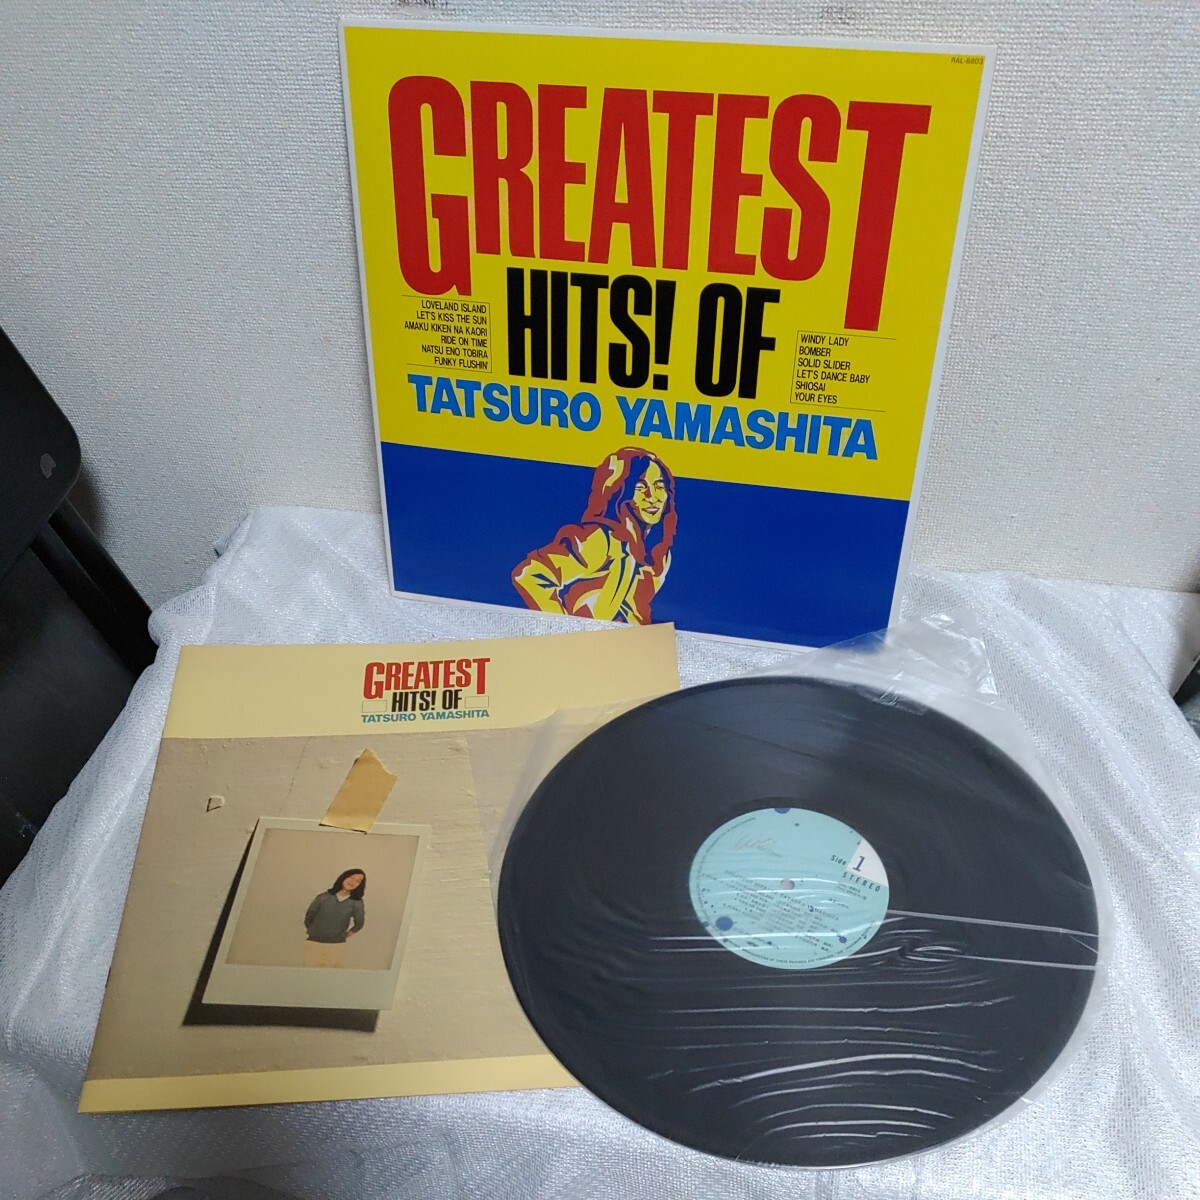 RAL-8803
GREATEST
HITS! OF
LOVELAND ISLAND
LET'S KISS THE SUN
AMAKU KIKEN NA KAORI
RIDE ON TIME
NATSU ENO TOBIRA
FUNKY FLUSHIN'
WINDY LADY
BOMBER
SOLID SLIDER
LET'S DANCE BABY
SHIOSAI
YOUR EYES
TATSURO YAMASHITA
GREATEST
HITS! OF
TATSURO YAMASHITA
Side 1
STEREO